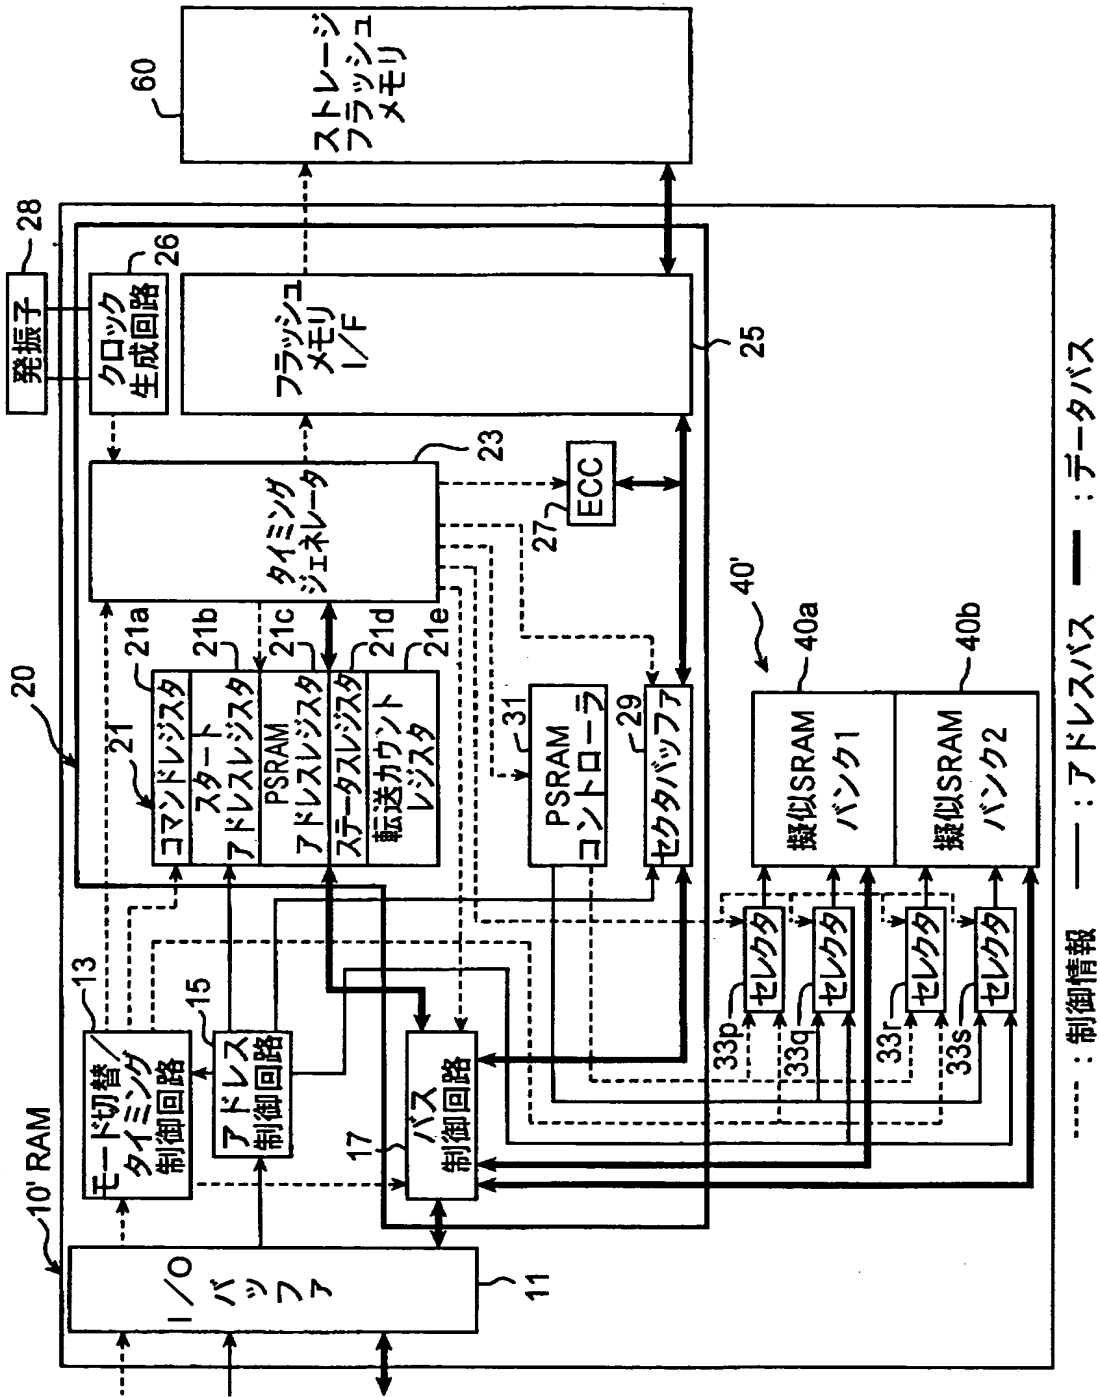 10' RAM
20
28
発振子
26
クロック
生成回路
13
モード切替/
タイミング
制御回路
15
アドレス
制御回路
17
バス
制御回路
I/O
バッファ
11
21
コマンドレジスタ
21a
スタート
アドレスレジスタ
21b
PSRAM
アドレスレジスタ
21c
ステータスレジスタ
21d
転送カウント
レジスタ
21e
タイミング
ジェネレータ
23
フラッシュ
メモリ
I/F
25
ストレージ
フラッシュ
メモリ
60
27
ECC
PSRAM
コントローラ
31
セクタバッファ
29
33p
セレクタ
33q
セレクタ
33r
セレクタ
33s
セレクタ
40'
擬似SRAM
バンク1
40a
擬似SRAM
バンク2
40b
:制御情報
:アドレスバス
:データバス